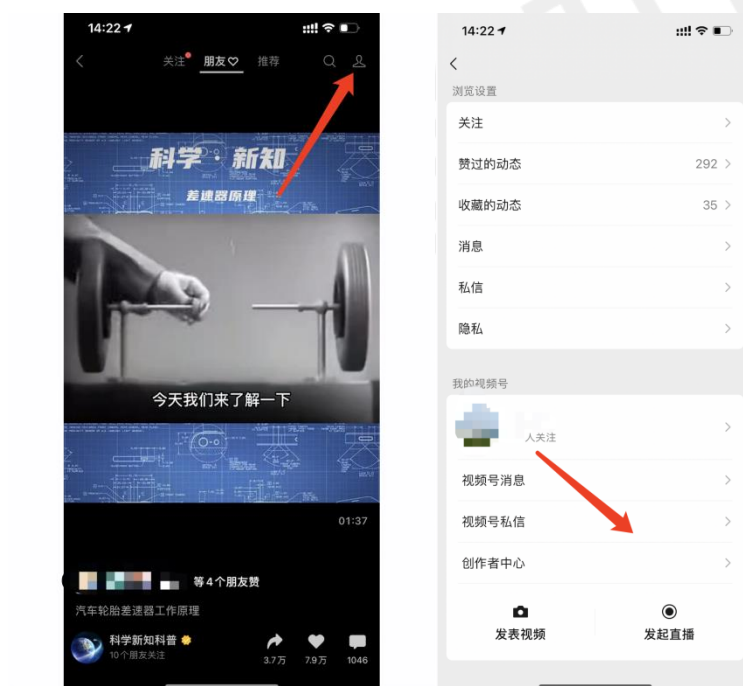 14:22
关注 朋友♡ 推荐
科学·新知
差速器原理
今天我们来了解一下
01:37
等4个朋友赞
汽车轮胎差速器工作原理
科学新知科普
10个朋友关注
3.7万 7.9万 1046
14:22
浏览设置
关注
赞过的动态 292
收藏的动态 35
消息
私信
隐私
我的视频号
人关注
视频号消息
视频号私信
创作者中心
发表视频 发起直播